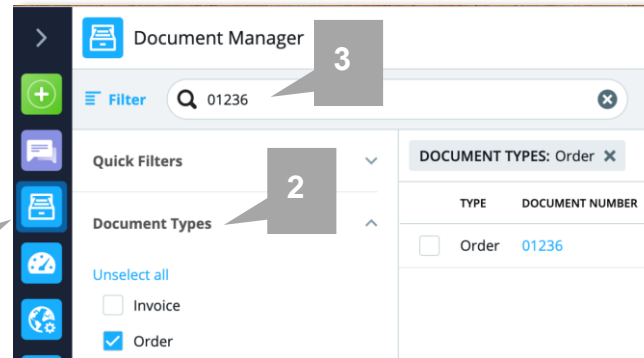 Document Manager
3
Filter
01236
Quick Filters
DOCUMENT TYPES: Order
2
Document Types
TYPE DOCUMENT NUMBER
Order 01236
Unselect all
Invoice
Order